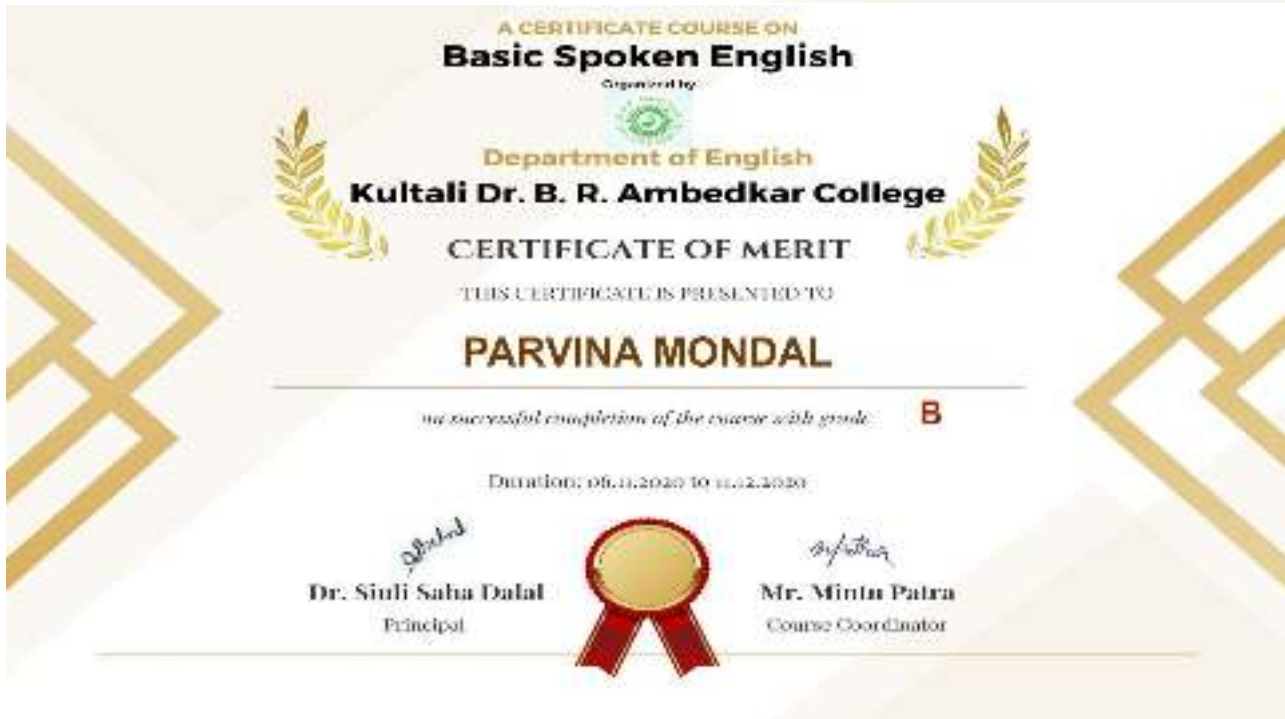 A CERTIFICATE COURSE ON
Basic Spoken English
Organized by
Department of English
Kultali Dr. B. R. Ambedkar College
CERTIFICATE OF MERIT
THIS CERTIFICATE IS PRESENTED TO
PARVINA MONDAL
on successful completion of the course with grade B
Duration: 06.11.2020 to 11.12.2020
Dr. Siuli Saha Dalal Mr. Mintu Patra
Principal Course Coordinator